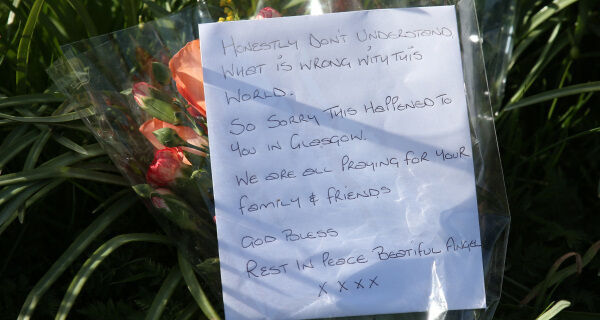 Honestly Don't Understand,
What is wrong with this
World.
So Sorry This Happened To
You in Glasgow.
We are all Praying for your
family & friends
God Bless
Rest In Peace Beatiful Angel
x x x x